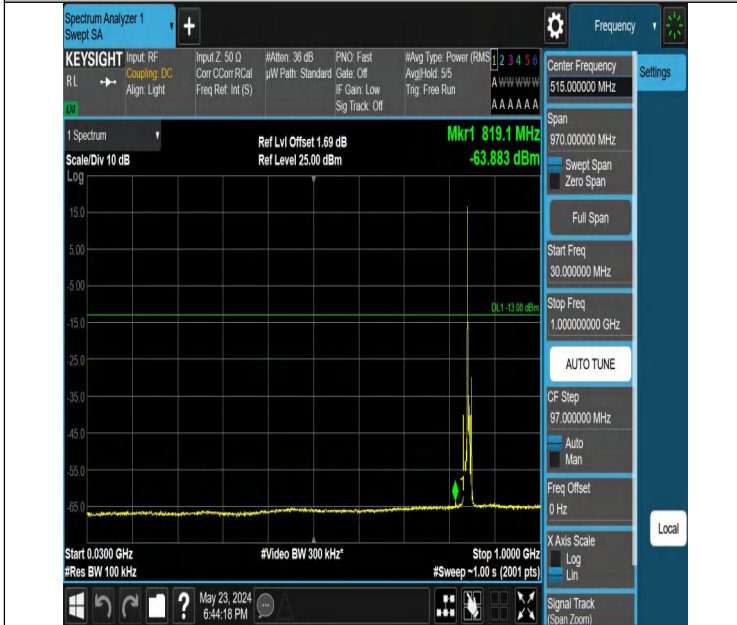 Spectrum Analyzer 1
Swept SA
+
Frequency
KEYSIGHT
RL
LXI
Input: RF
Coupling: DC
Align: Light
Input Z: 50 Ω
Corr CCorr RCal
Freq Ref: Int (S)
#Atten: 36 dB
µW Path: Standard
PNO: Fast
Gate: Off
IF Gain: Low
Sig Track: Off
#Avg Type: Power (RMS
Avg|Hold: 5/5
Trig: Free Run
1 2 3 4 5 6
A W W W W W
A A A A A A
1 Spectrum
Scale/Div 10 dB
Ref Lvl Offset 1.69 dB
Ref Level 25.00 dBm
Mkr1 819.1 MHz
-63.883 dBm
Log
15.0
5.00
-5.00
DL1 -13.00 dBm
-15.0
-25.0
-35.0
-45.0
-55.0
-65.0
1
Start 0.0300 GHz
#Res BW 100 kHz
#Video BW 300 kHz*
Stop 1.0000 GHz
#Sweep ~1.00 s (2001 pts)
?
May 23, 2024
6:44:18 PM
Center Frequency
515.000000 MHz
Settings
Span
970.000000 MHz
Swept Span
Zero Span
Full Span
Start Freq
30.000000 MHz
Stop Freq
1.000000000 GHz
AUTO TUNE
CF Step
97.000000 MHz
Auto
Man
Freq Offset
0 Hz
Local
X Axis Scale
Log
Lin
Signal Track
(Span Zoom)